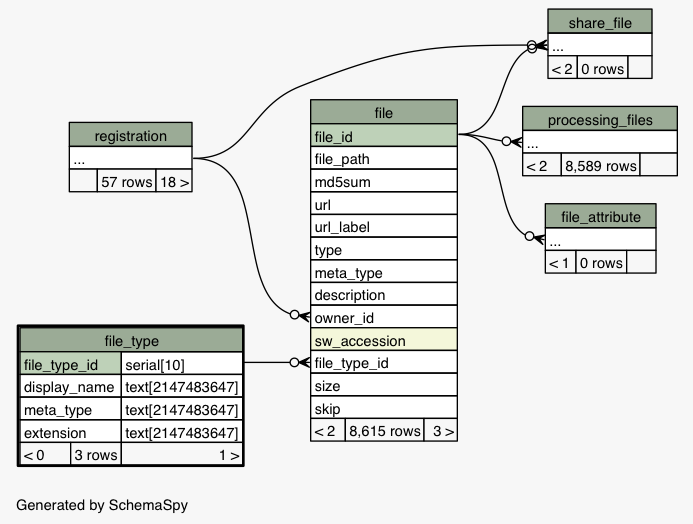 share_file
...
< 2 0 rows
registration
...
57 rows 18 >
file
file_id
file_path
md5sum
url
url_label
type
meta_type
description
owner_id
sw_accession
file_type_id
size
skip
< 2 8,615 rows 3 >
processing_files
...
< 2 8,589 rows
file_attribute
...
< 1 0 rows
file_type
file_type_id serial[10]
display_name text[2147483647]
meta_type text[2147483647]
extension text[2147483647]
< 0 3 rows 1 >
Generated by SchemaSpy